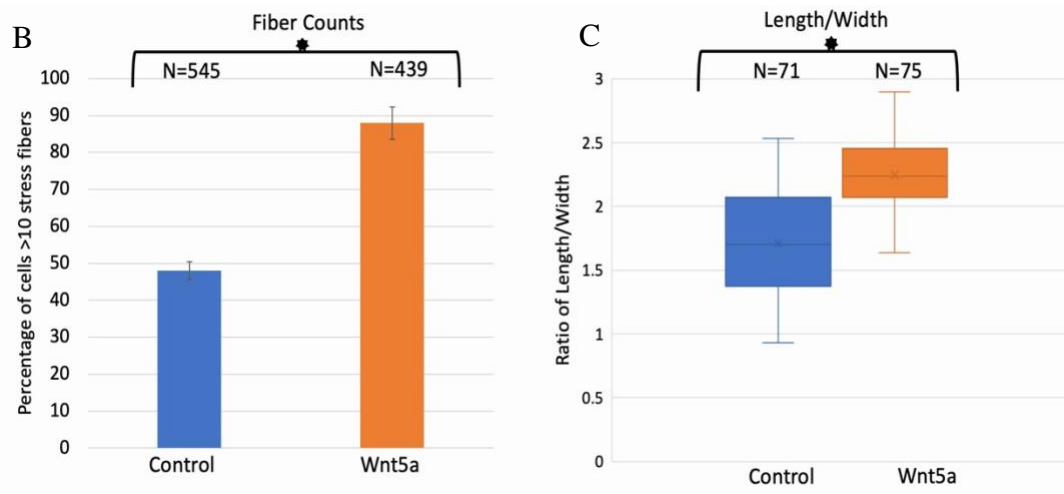 B
Fiber Counts
N=545
N=439
Percentage of cells >10 stress fibers
100
90
80
70
60
50
40
30
20
10
0
Control
Wnt5a
C
Length/Width
N=71
N=75
Ratio of Length/Width
3
2.5
2
1.5
1
0.5
0
Control
Wnt5a